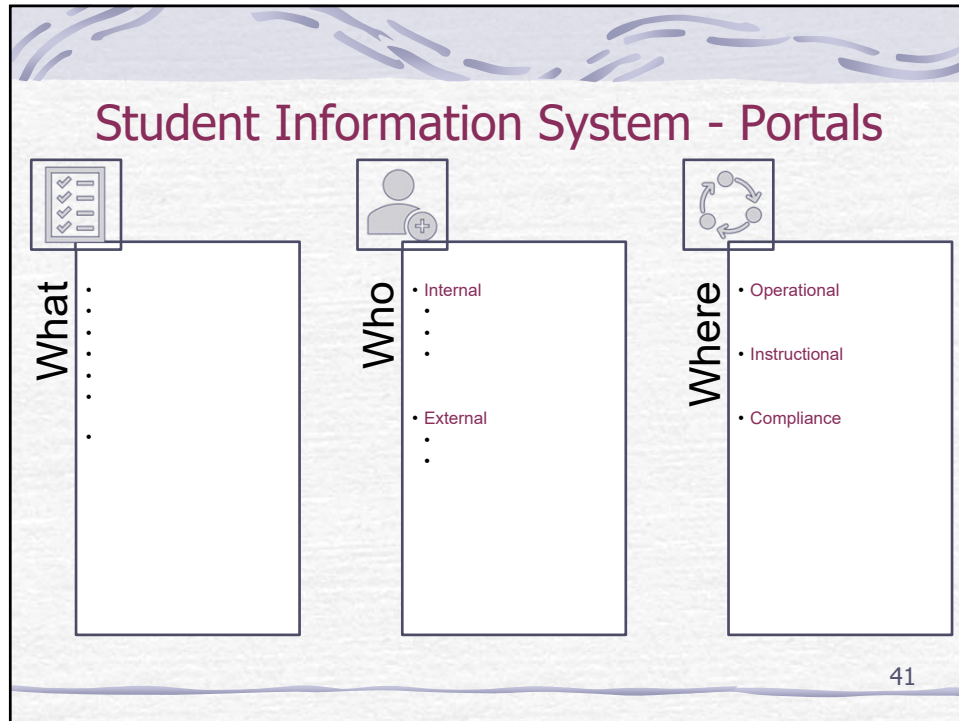 Student Information System - Portals
What
Who
• Internal
• External
Where
• Operational
• Instructional
• Compliance
41